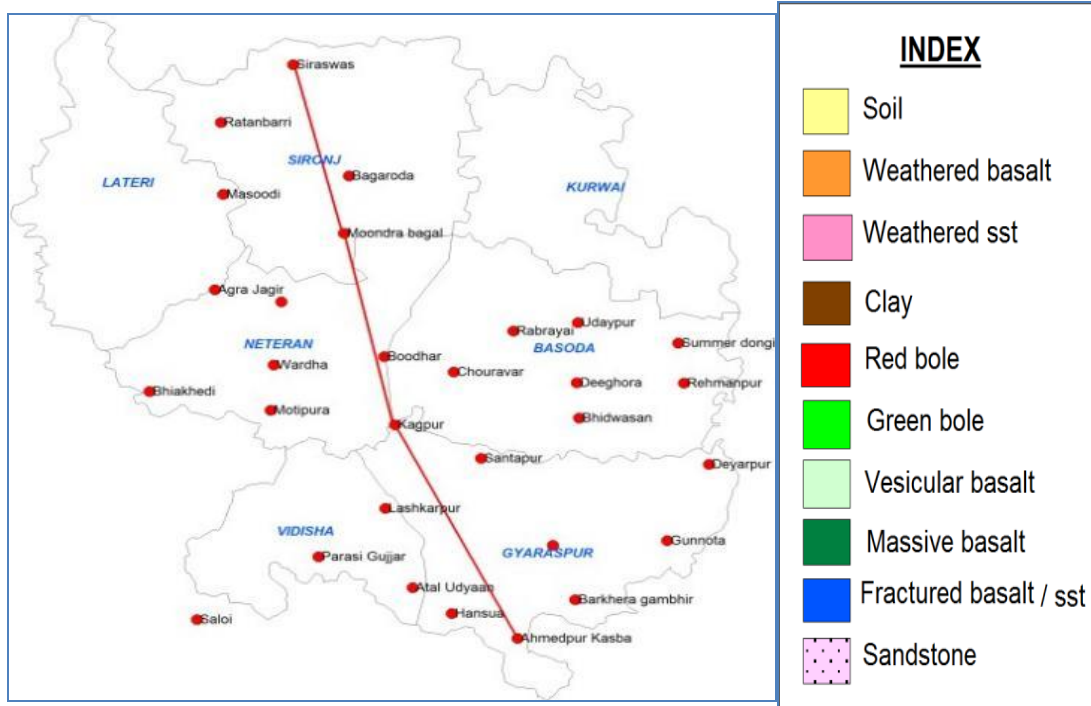 Siraswas
Ratanbarri
SIRONJ
Bagaroda
LATERI
KURWAI
Masoodi
Moondra bagal
Agra Jagir
Udaypur
Rabrayai
NETERAN
BASODA
Summer dongi
Boodhar
Wardha
Chouravar
Deeghora
Rehmanpur
Bhiakhedi
Motipura
Bhidwasan
Kagpur
Santapur
Deyarpur
Lashkarpur
VIDISHA
Gunnota
GYARASPUR
Parasi Gujjar
Atal Udyaan
Barkhera gambhir
Hansua
Saloi
Ahmedpur Kasba
INDEX
Soil
Weathered basalt
Weathered sst
Clay
Red bole
Green bole
Vesicular basalt
Massive basalt
Fractured basalt / sst
Sandstone